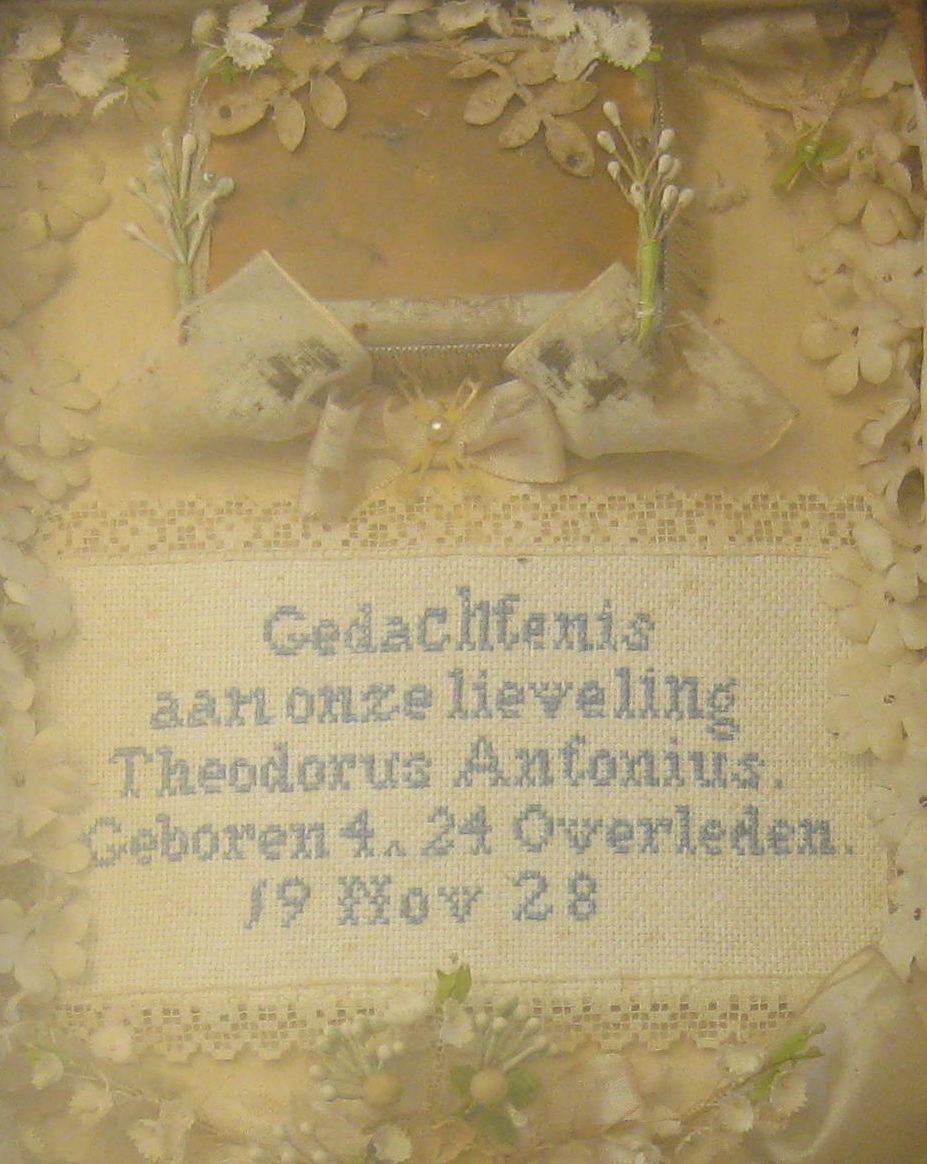 Gedachtenis
aan onze lieveling
Theodorus Antonius.
Geboren 4. 24 Overleden.
19 Nov 28